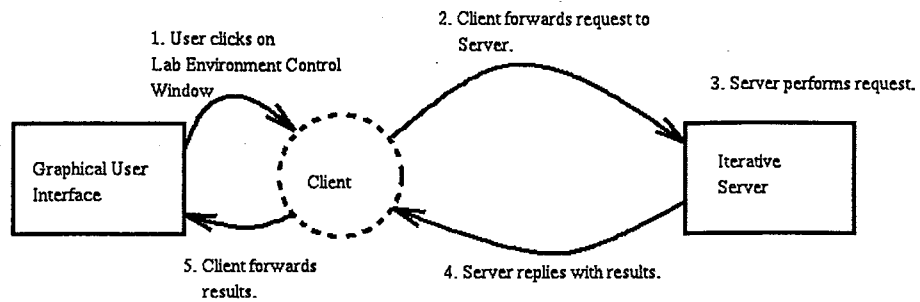 1. User clicks on
Lab Environment Control
Window
2. Client forwards request to
Server.
3. Server performs request.
Graphical User
Interface
Client
Iterative
Server
5. Client forwards
results.
4. Server replies with results.